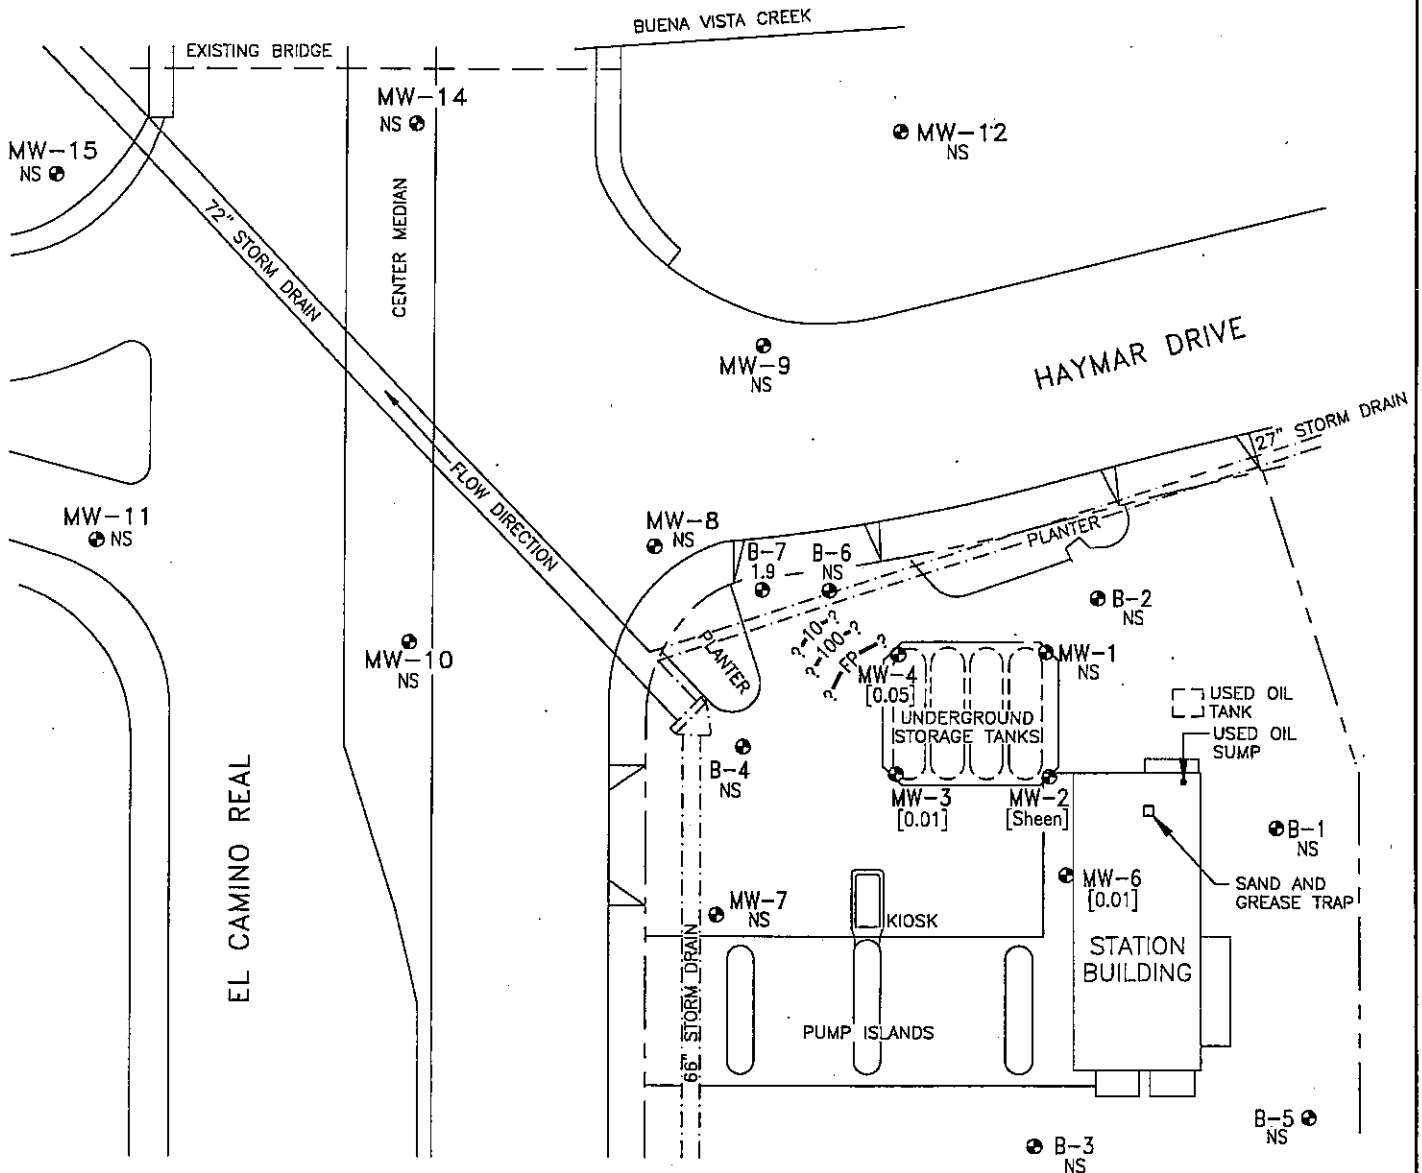 BUENA VISTA CREEK
EXISTING BRIDGE
MW-14
NS
MW-12
NS
MW-15
NS
CENTER MEDIAN
72" STORM DRAIN
MW-9
NS
HAYMAR DRIVE
27" STORM DRAIN
FLOW DIRECTION
MW-11
NS
MW-8
NS
B-7
1.9
B-6
NS
PLANTER
B-2
NS
?-10-?
?-100-?
?-FP-?
MW-10
NS
PLANTER
MW-4
[0.05]
MW-1
NS
UNDERGROUND
STORAGE TANKS
USED OIL
TANK
USED OIL
SUMP
B-4
NS
MW-3
[0.01]
MW-2
[Sheen]
B-1
NS
EL CAMINO REAL
MW-7
NS
KIOSK
MW-6
[0.01]
SAND AND
GREASE TRAP
STATION
BUILDING
66" STORM DRAIN
PUMP ISLANDS
B-5
NS
B-3
NS